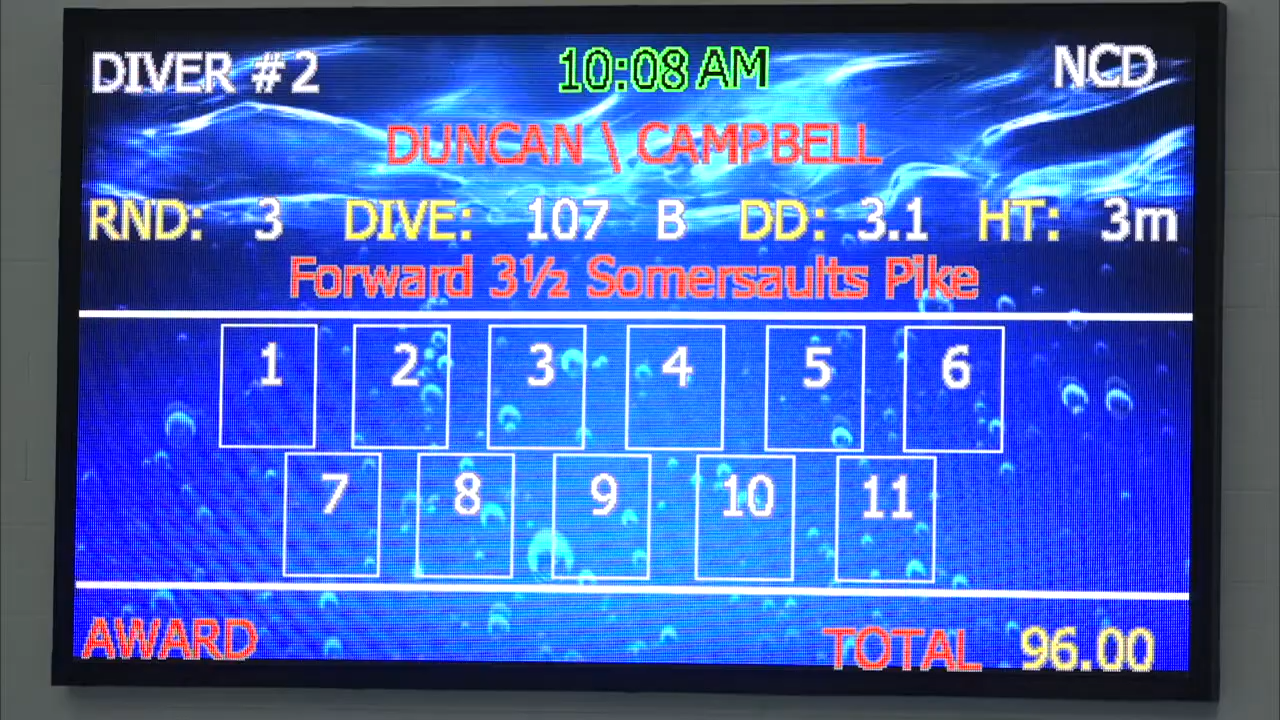 DIVER #2 10:08 AM NCD
DUNCAN \ CAMPBELL
RND: 3 DIVE: 107 B DD: 3.1 HT: 3m
Forward 3½ Somersaults Pike
1 2 3 4 5 6
7 8 9 10 11
AWARD TOTAL 96.00